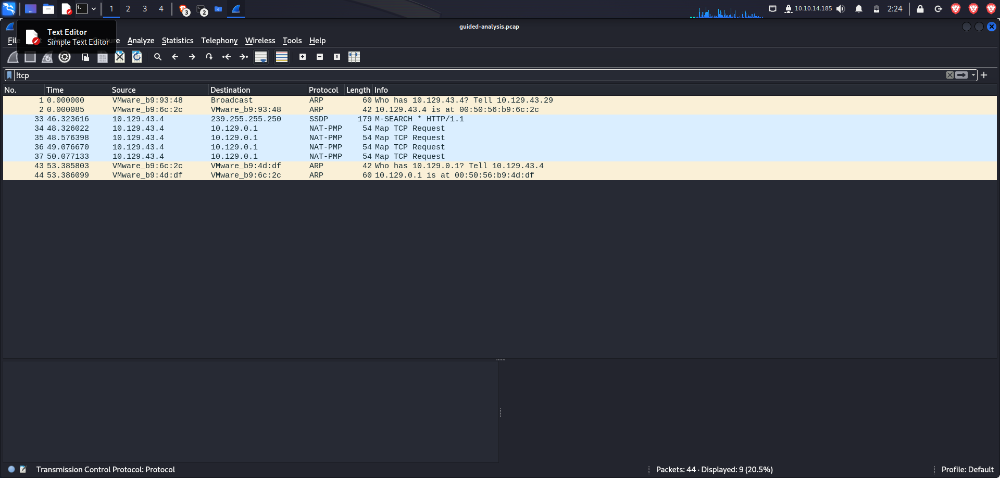 1 2 3 4 3 2 10.10.14.185 2:24
guided-analysis.pcap
Text Editor
Simple Text Editor
Analyze Statistics Telephony Wireless Tools Help
!tcp
No. Time Source Destination Protocol Length Info
1 0.000000 VMware_b9:93:48 Broadcast ARP 60 Who has 10.129.43.4? Tell 10.129.43.29
2 0.000085 VMware_b9:6c:2c VMware_b9:93:48 ARP 42 10.129.43.4 is at 00:50:56:b9:6c:2c
33 46.323616 10.129.43.4 239.255.255.250 SSDP 179 M-SEARCH * HTTP/1.1
34 48.326022 10.129.43.4 10.129.0.1 NAT-PMP 54 Map TCP Request
35 48.576398 10.129.43.4 10.129.0.1 NAT-PMP 54 Map TCP Request
36 49.076670 10.129.43.4 10.129.0.1 NAT-PMP 54 Map TCP Request
37 50.077133 10.129.43.4 10.129.0.1 NAT-PMP 54 Map TCP Request
43 53.385803 VMware_b9:6c:2c VMware_b9:4d:df ARP 42 Who has 10.129.0.1? Tell 10.129.43.4
44 53.386099 VMware_b9:4d:df VMware_b9:6c:2c ARP 60 10.129.0.1 is at 00:50:56:b9:4d:df
Transmission Control Protocol: Protocol Packets: 44 · Displayed: 9 (20.5%) Profile: Default